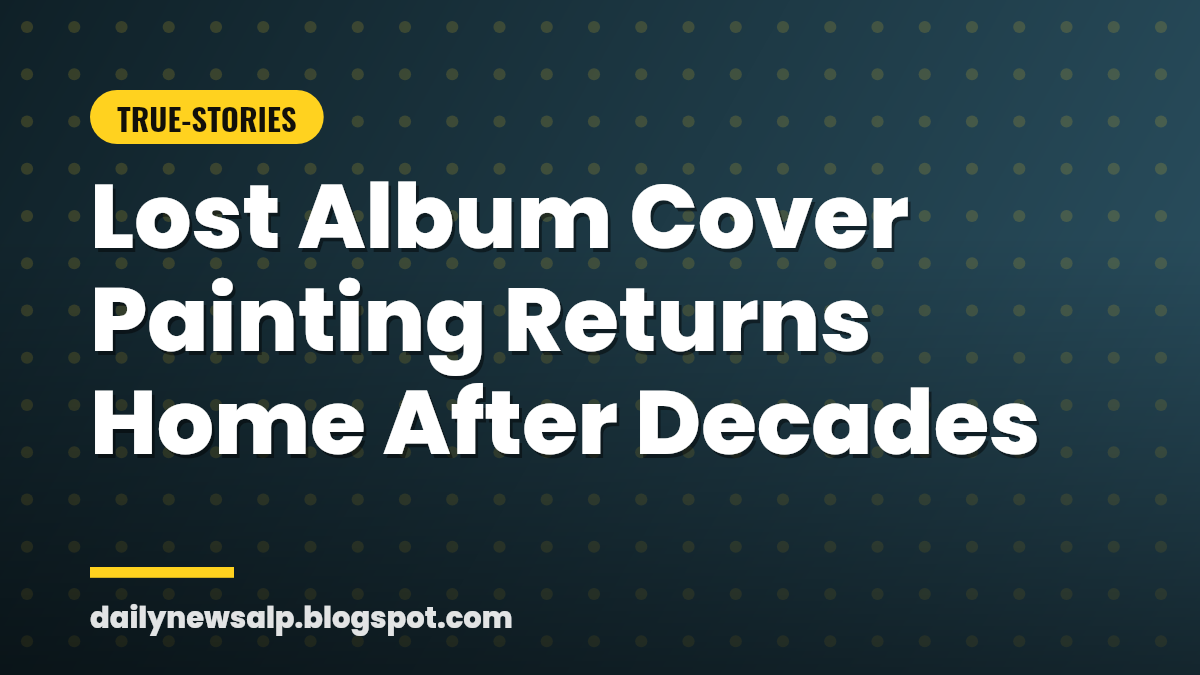 TRUE-STORIES
Lost Album Cover
Painting Returns
Home After Decades
dailynewsalp.blogspot.com